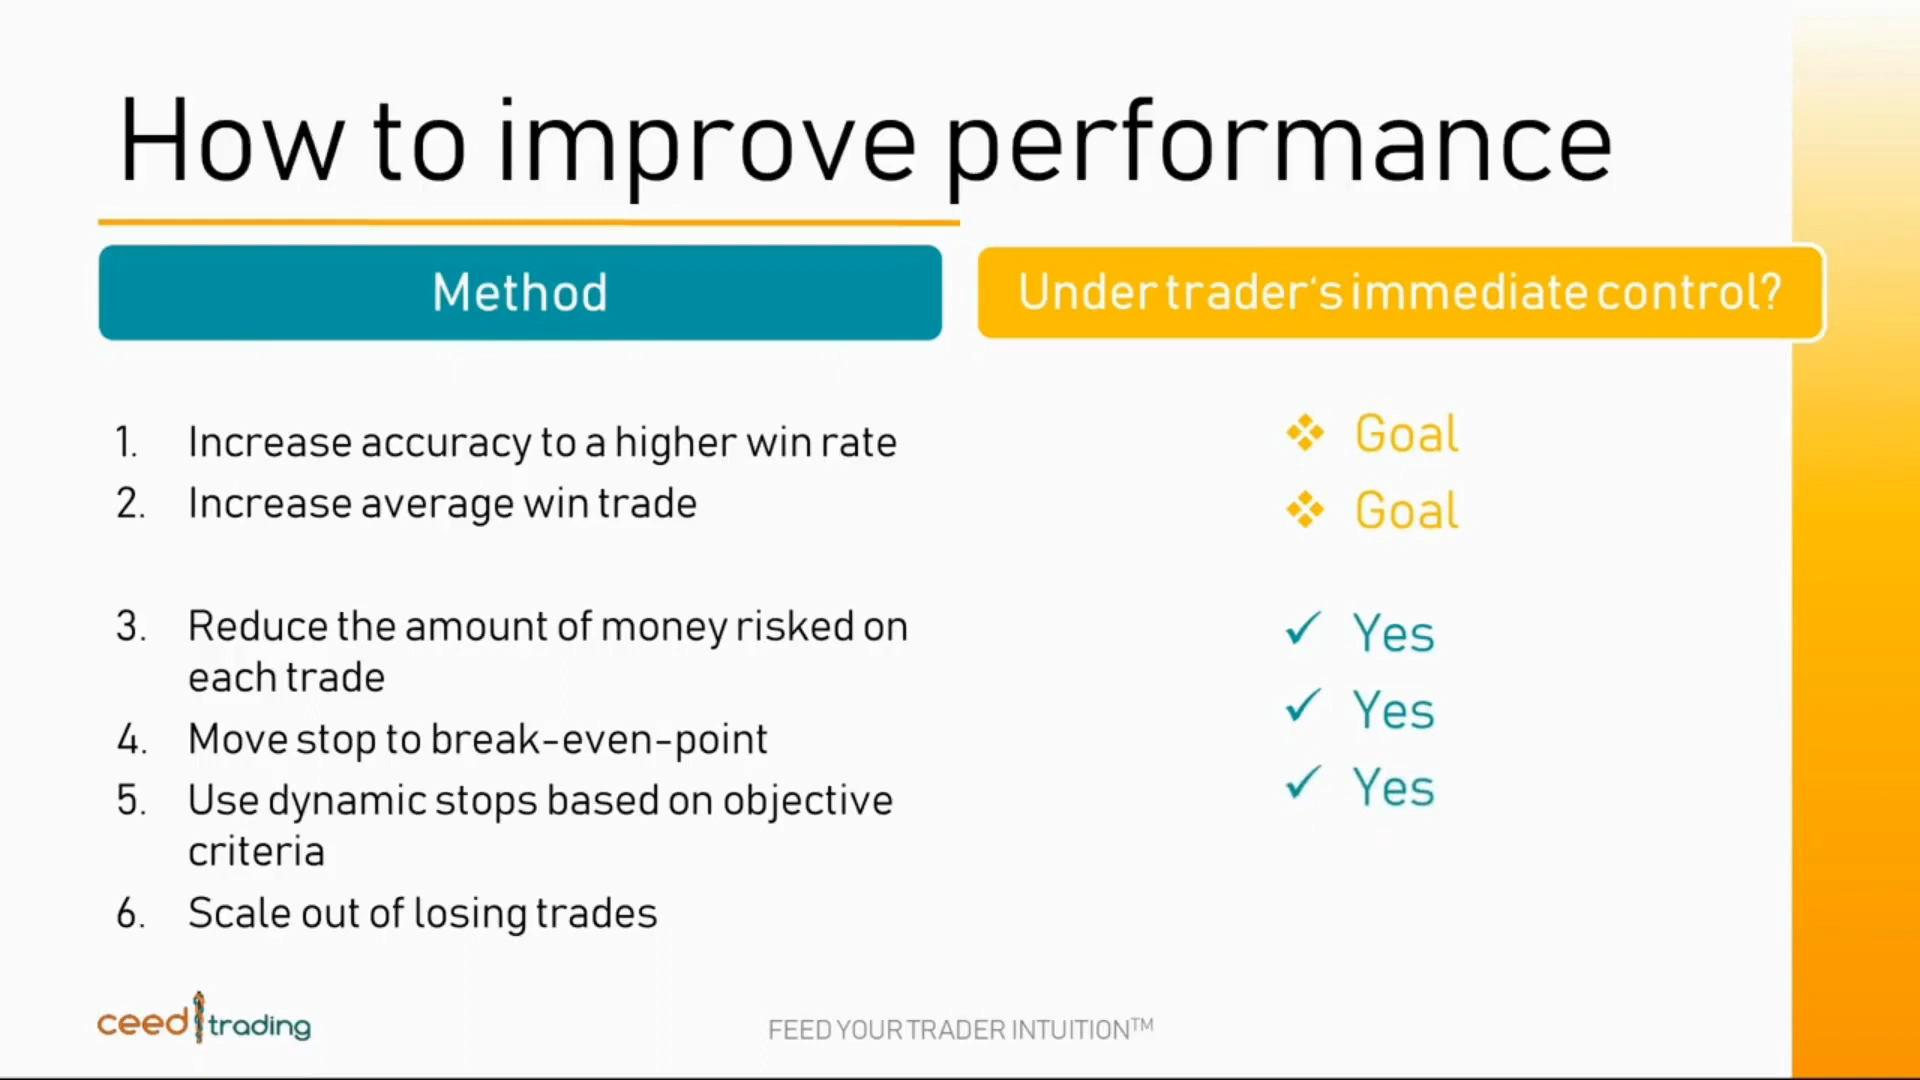 How to improve performance
Method
Under trader‘s immediate control?
1. Increase accuracy to a higher win rate
2. Increase average win trade
3. Reduce the amount of money risked on
each trade
4. Move stop to break-even-point
5. Use dynamic stops based on objective
criteria
6. Scale out of losing trades
❖ Goal
❖ Goal
✓ Yes
✓ Yes
✓ Yes
ceed trading
FEED YOUR TRADER INTUITION™